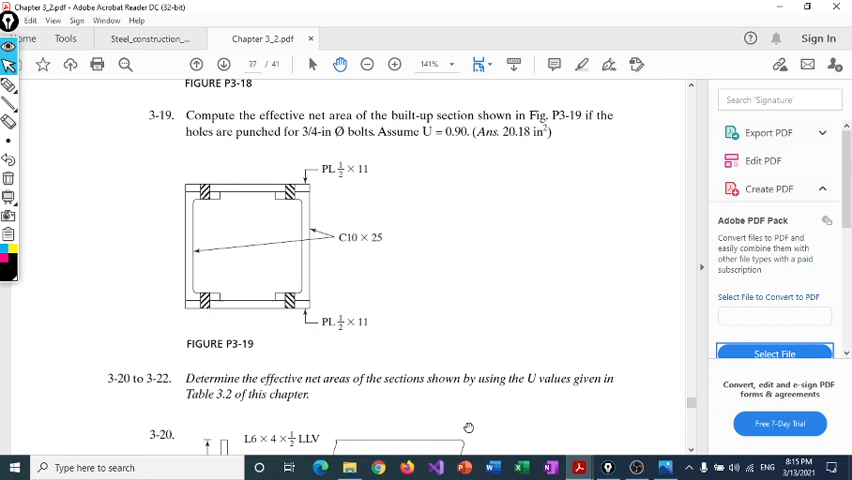 Chapter 3_2.pdf - Adobe Acrobat Reader DC (32-bit)
View Sign Window Help
ome Tools Steel_construction_... Chapter 3_2.pdf × Sign In
37 / 41 141%
FIGURE P3-18
3-19. Compute the effective net area of the built-up section shown in Fig. P3-19 if the
holes are punched for 3/4-in Ø bolts. Assume U = 0.90. (Ans. 20.18 in²)
PL 1/2 × 11
C10 × 25
PL 1/2 × 11
FIGURE P3-19
3-20 to 3-22. Determine the effective net areas of the sections shown by using the U values given in
Table 3.2 of this chapter.
3-20. L6 × 4 × 1/2 LLV
Search 'Signature'
Export PDF
Edit PDF
Create PDF
Adobe PDF Pack
Convert files to PDF and
easily combine them
with other file types with a paid
subscription
Select File to Convert to PDF
Select File
Convert, edit and e-sign PDF
forms & agreements
Free 7-Day Trial
Type here to search
ENG
8:15 PM
3/13/2021